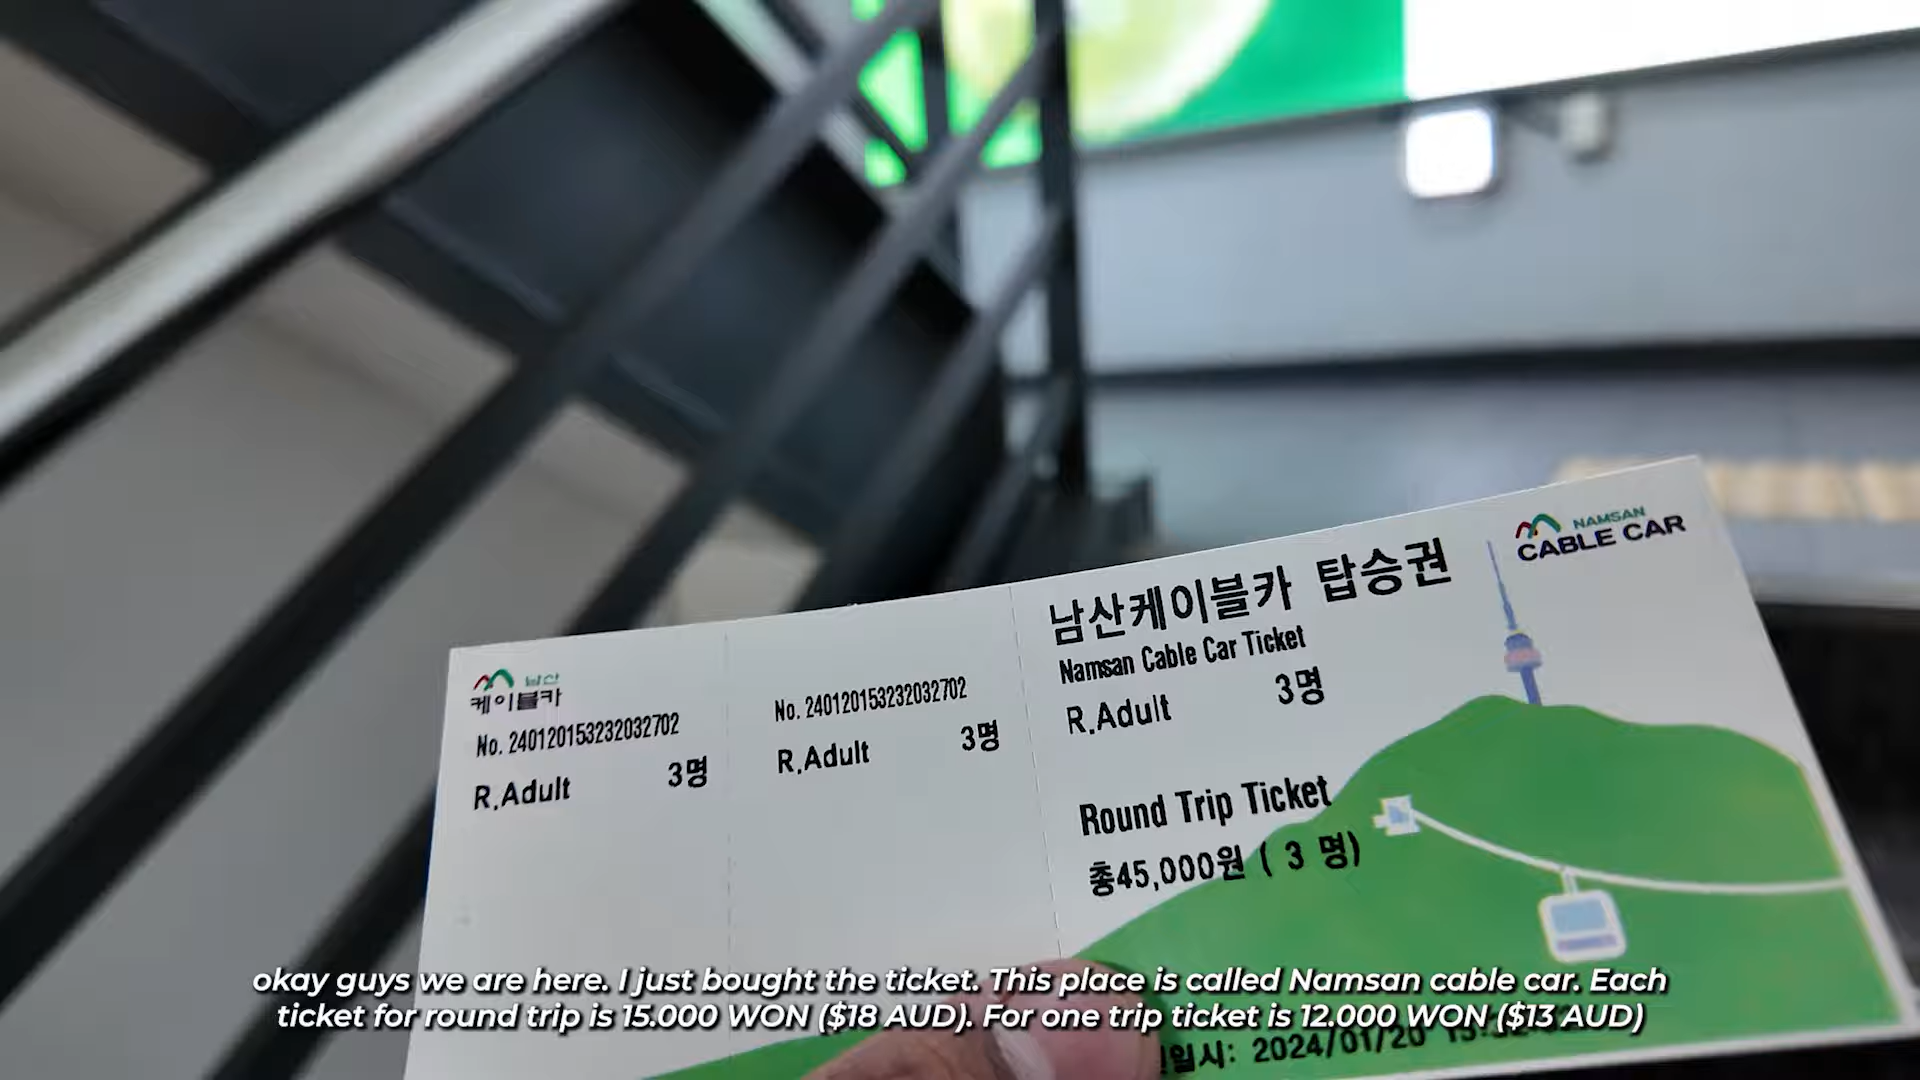 남산
케이블카
No. 240120153232032702
R.Adult 3명
No. 240120153232032702
R.Adult 3명
남산케이블카 탑승권
Namsan Cable Car Ticket
R.Adult 3명
Round Trip Ticket
총45,000원 ( 3 명)
NAMSAN
CABLE CAR
okay guys we are here. I just bought the ticket. This place is called Namsan cable car. Each
ticket for round trip is 15.000 WON ($18 AUD). For one trip ticket is 12.000 WON ($13 AUD)
일시: 2024/01/20